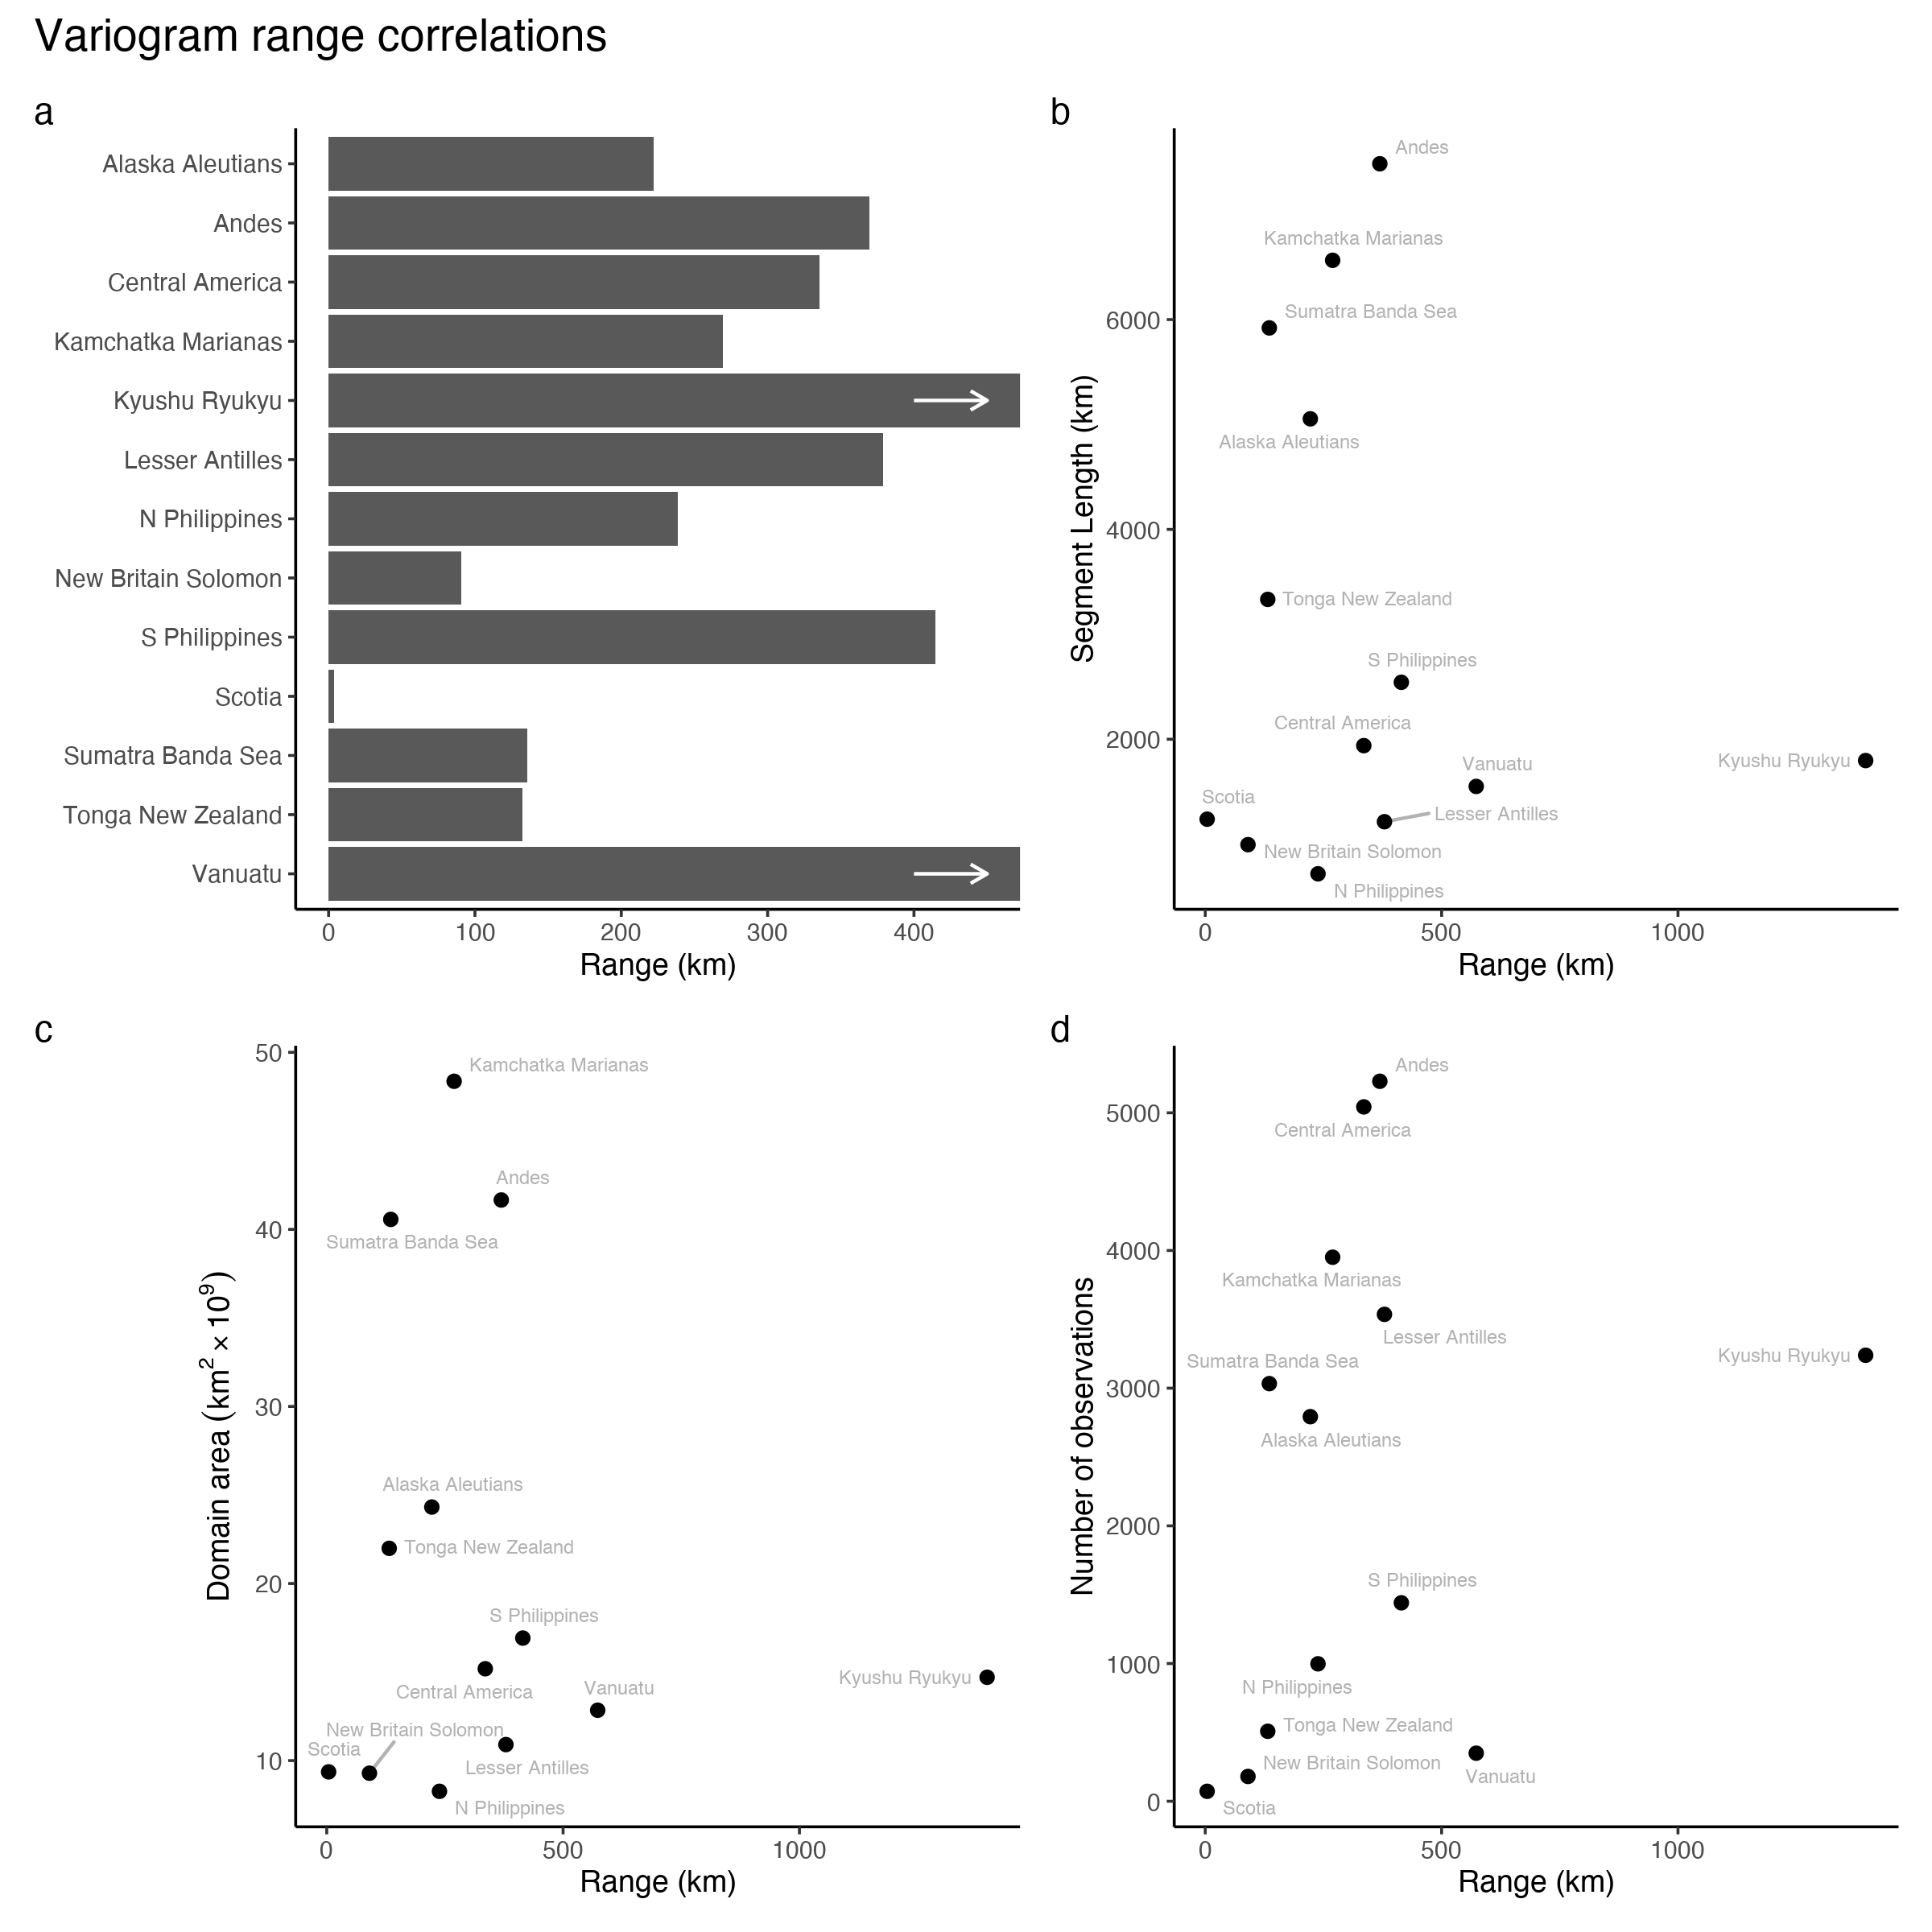 Variogram range correlations
a
Alaska Aleutians
Andes
Central America
Kamchatka Marianas
Kyushu Ryukyu
Lesser Antilles
N Philippines
New Britain Solomon
S Philippines
Scotia
Sumatra Banda Sea
Tonga New Zealand
Vanuatu
0 100 200 300 400
Range (km)
b
Segment Length (km)
6000
4000
2000
Andes
Kamchatka Marianas
Sumatra Banda Sea
Alaska Aleutians
Tonga New Zealand
S Philippines
Central America
Kyushu Ryukyu
Vanuatu
Scotia
Lesser Antilles
New Britain Solomon
N Philippines
0 500 1000
Range (km)
c
Domain area (km² × 10⁹)
50
40
30
20
10
Kamchatka Marianas
Andes
Sumatra Banda Sea
Alaska Aleutians
Tonga New Zealand
S Philippines
Kyushu Ryukyu
Central America
Vanuatu
New Britain Solomon
Scotia
Lesser Antilles
N Philippines
0 500 1000
Range (km)
d
Number of observations
5000
4000
3000
2000
1000
0
Andes
Central America
Kamchatka Marianas
Lesser Antilles
Kyushu Ryukyu
Sumatra Banda Sea
Alaska Aleutians
S Philippines
N Philippines
Tonga New Zealand
New Britain Solomon
Vanuatu
Scotia
0 500 1000
Range (km)